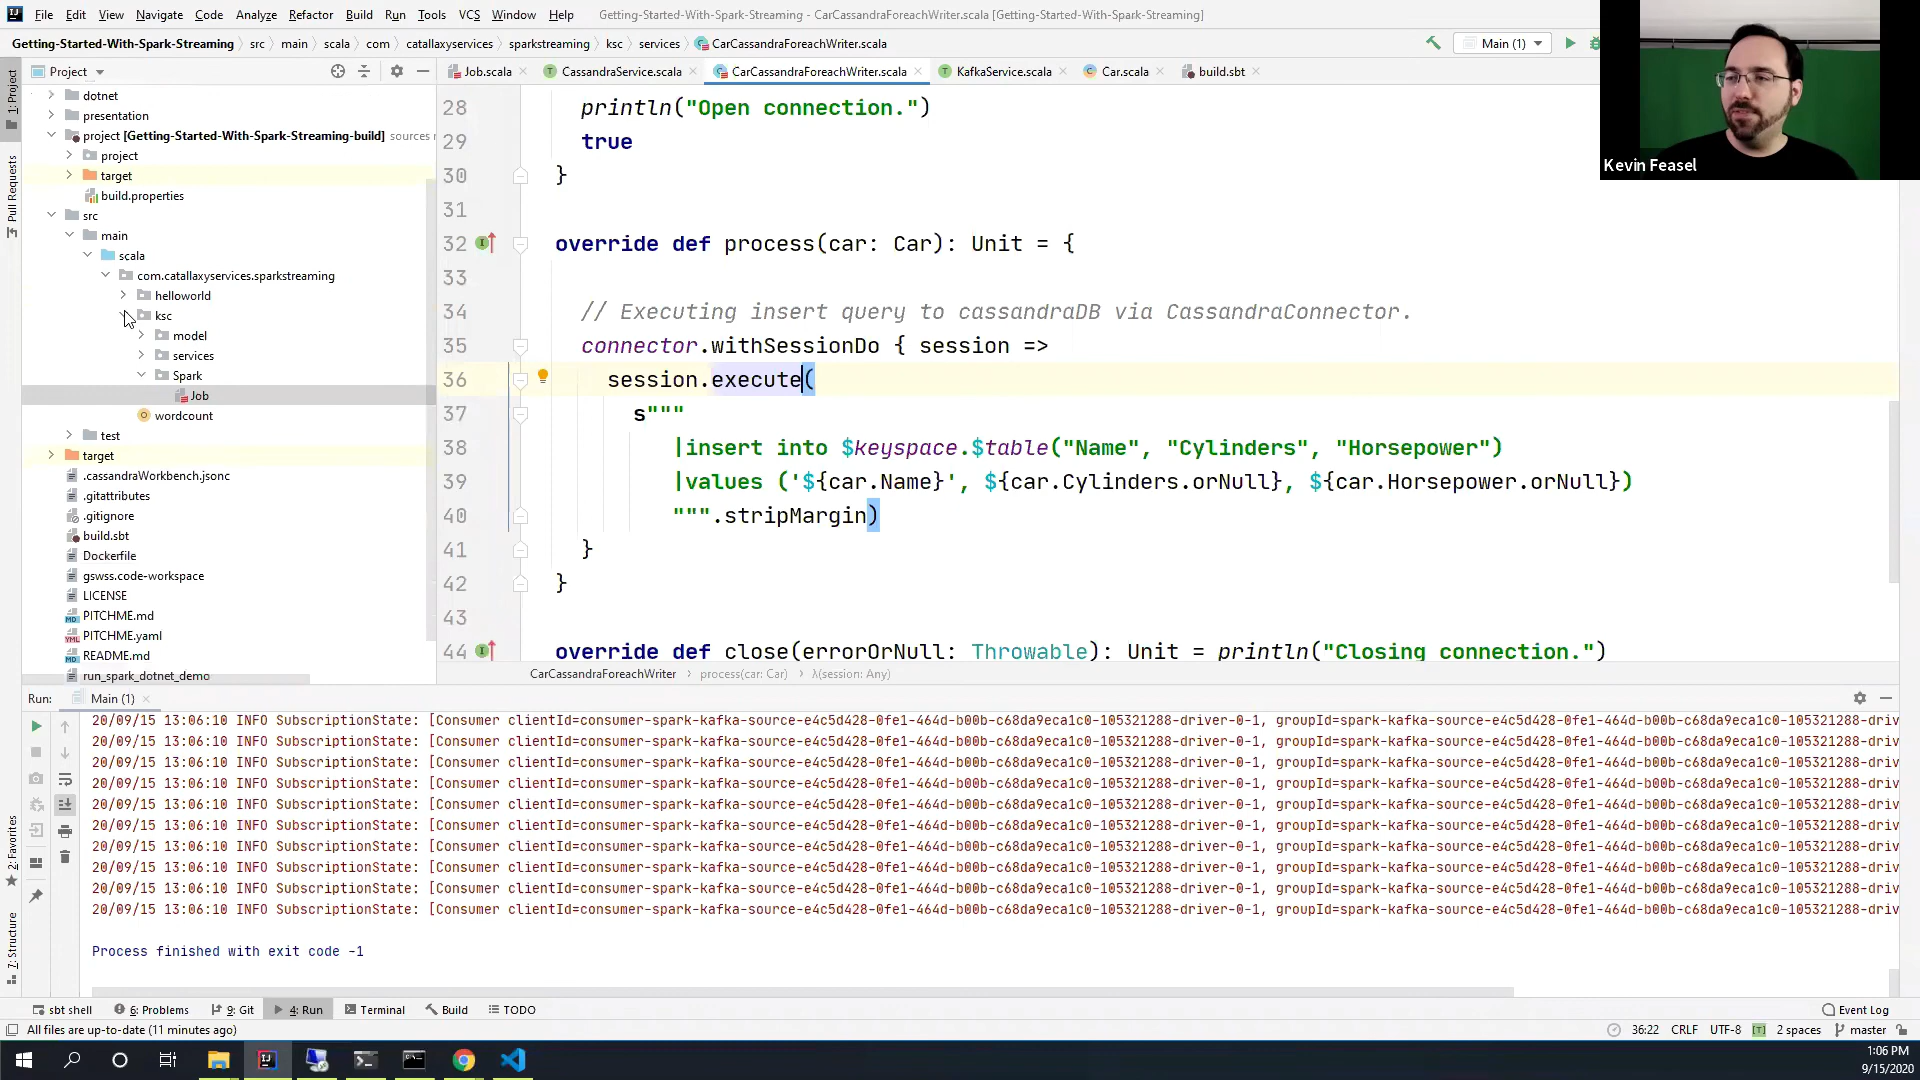 File Edit View Navigate Code Analyze Refactor Build Run Tools VCS Window Help Getting-Started-With-Spark-Streaming - CarCassandraForeachWriter.scala [Getting-Started-With-Spark-Streaming]
Getting-Started-With-Spark-Streaming src main scala com catallaxyservices sparkstreaming ksc services CarCassandraForeachWriter.scala Main (1)
Project Job.scala CassandraService.scala CarCassandraForeachWriter.scala KafkaService.scala Car.scala build.sbt
1: Project
Pull Requests
2: Favorites
7: Structure
dotnet
presentation
project [Getting-Started-With-Spark-Streaming-build] sources r
project
target
build.properties
src
main
scala
com.catallaxyservices.sparkstreaming
helloworld
ksc
model
services
Spark
Job
wordcount
test
target
.cassandraWorkbench.jsonc
.gitattributes
.gitignore
build.sbt
Dockerfile
gswss.code-workspace
LICENSE
PITCHME.md
PITCHME.yaml
README.md
run_spark_dotnet_demo
28 println("Open connection.")
29 true
30 }
31
32 override def process(car: Car): Unit = {
33
34 // Executing insert query to cassandraDB via CassandraConnector.
35 connector.withSessionDo { session =>
36 session.execute(
37 s"""
38 |insert into $keyspace.$table("Name", "Cylinders", "Horsepower")
39 |values ('${car.Name}', ${car.Cylinders.orNull}, ${car.Horsepower.orNull})
40 """.stripMargin)
41 }
42 }
43
44 override def close(errorOrNull: Throwable): Unit = println("Closing connection.")
CarCassandraForeachWriter process(car: Car) λ(session: Any)
Kevin Feasel
Run: Main (1)
20/09/15 13:06:10 INFO SubscriptionState: [Consumer clientId=consumer-spark-kafka-source-e4c5d428-0fe1-464d-b00b-c68da9eca1c0-105321288-driver-0-1, groupId=spark-kafka-source-e4c5d428-0fe1-464d-b00b-c68da9eca1c0-105321288-driv
20/09/15 13:06:10 INFO SubscriptionState: [Consumer clientId=consumer-spark-kafka-source-e4c5d428-0fe1-464d-b00b-c68da9eca1c0-105321288-driver-0-1, groupId=spark-kafka-source-e4c5d428-0fe1-464d-b00b-c68da9eca1c0-105321288-driv
20/09/15 13:06:10 INFO SubscriptionState: [Consumer clientId=consumer-spark-kafka-source-e4c5d428-0fe1-464d-b00b-c68da9eca1c0-105321288-driver-0-1, groupId=spark-kafka-source-e4c5d428-0fe1-464d-b00b-c68da9eca1c0-105321288-driv
20/09/15 13:06:10 INFO SubscriptionState: [Consumer clientId=consumer-spark-kafka-source-e4c5d428-0fe1-464d-b00b-c68da9eca1c0-105321288-driver-0-1, groupId=spark-kafka-source-e4c5d428-0fe1-464d-b00b-c68da9eca1c0-105321288-driv
20/09/15 13:06:10 INFO SubscriptionState: [Consumer clientId=consumer-spark-kafka-source-e4c5d428-0fe1-464d-b00b-c68da9eca1c0-105321288-driver-0-1, groupId=spark-kafka-source-e4c5d428-0fe1-464d-b00b-c68da9eca1c0-105321288-driv
20/09/15 13:06:10 INFO SubscriptionState: [Consumer clientId=consumer-spark-kafka-source-e4c5d428-0fe1-464d-b00b-c68da9eca1c0-105321288-driver-0-1, groupId=spark-kafka-source-e4c5d428-0fe1-464d-b00b-c68da9eca1c0-105321288-driv
20/09/15 13:06:10 INFO SubscriptionState: [Consumer clientId=consumer-spark-kafka-source-e4c5d428-0fe1-464d-b00b-c68da9eca1c0-105321288-driver-0-1, groupId=spark-kafka-source-e4c5d428-0fe1-464d-b00b-c68da9eca1c0-105321288-driv
20/09/15 13:06:10 INFO SubscriptionState: [Consumer clientId=consumer-spark-kafka-source-e4c5d428-0fe1-464d-b00b-c68da9eca1c0-105321288-driver-0-1, groupId=spark-kafka-source-e4c5d428-0fe1-464d-b00b-c68da9eca1c0-105321288-driv
20/09/15 13:06:10 INFO SubscriptionState: [Consumer clientId=consumer-spark-kafka-source-e4c5d428-0fe1-464d-b00b-c68da9eca1c0-105321288-driver-0-1, groupId=spark-kafka-source-e4c5d428-0fe1-464d-b00b-c68da9eca1c0-105321288-driv
20/09/15 13:06:10 INFO SubscriptionState: [Consumer clientId=consumer-spark-kafka-source-e4c5d428-0fe1-464d-b00b-c68da9eca1c0-105321288-driver-0-1, groupId=spark-kafka-source-e4c5d428-0fe1-464d-b00b-c68da9eca1c0-105321288-driv
Process finished with exit code -1
sbt shell 6: Problems 9: Git 4: Run Terminal Build TODO Event Log
All files are up-to-date (11 minutes ago) 36:22 CRLF UTF-8 2 spaces master
1:06 PM
9/15/2020